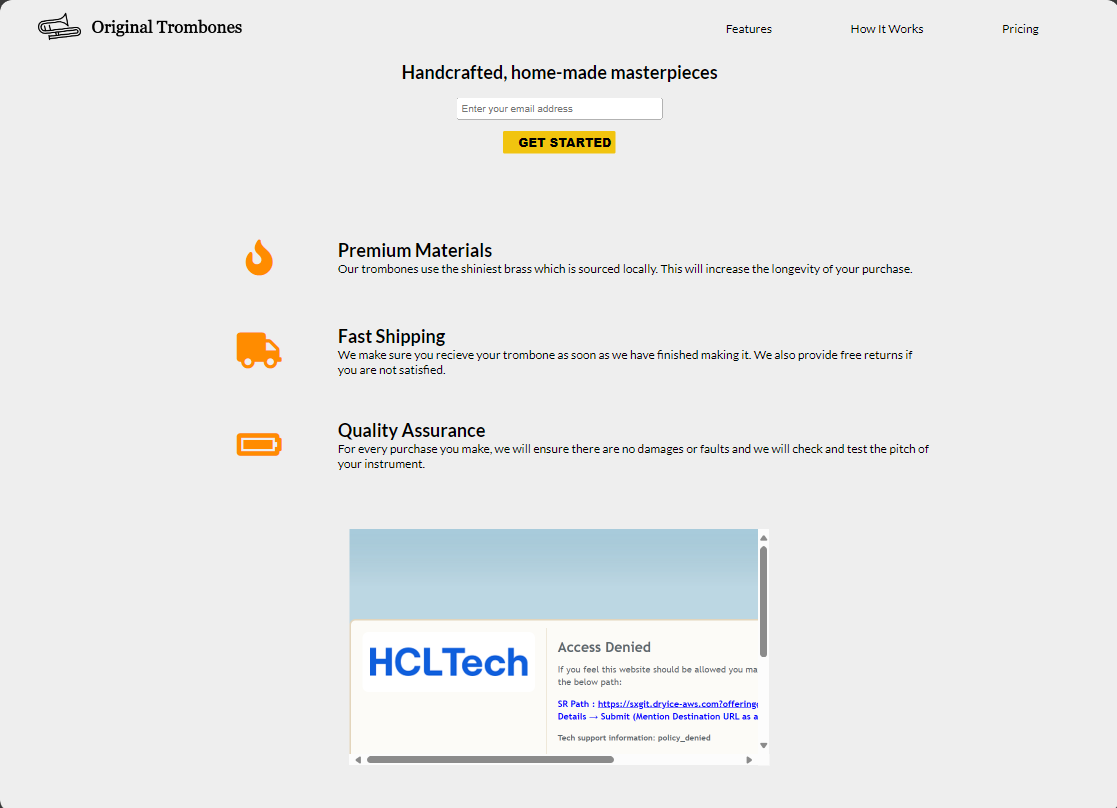 Original Trombones
Features
How It Works
Pricing
Handcrafted, home-made masterpieces
Enter your email address
GET STARTED
Premium Materials
Our trombones use the shiniest brass which is sourced locally. This will increase the longevity of your purchase.
Fast Shipping
We make sure you recieve your trombone as soon as we have finished making it. We also provide free returns if
you are not satisfied.
Quality Assurance
For every purchase you make, we will ensure there are no damages or faults and we will check and test the pitch of
your instrument.
HCLTech
Access Denied
If you feel this website should be allowed you ma
the below path:
SR Path : https://sxgit.dryice-aws.com?offering
Details → Submit (Mention Destination URL as a
Tech support information: policy_denied